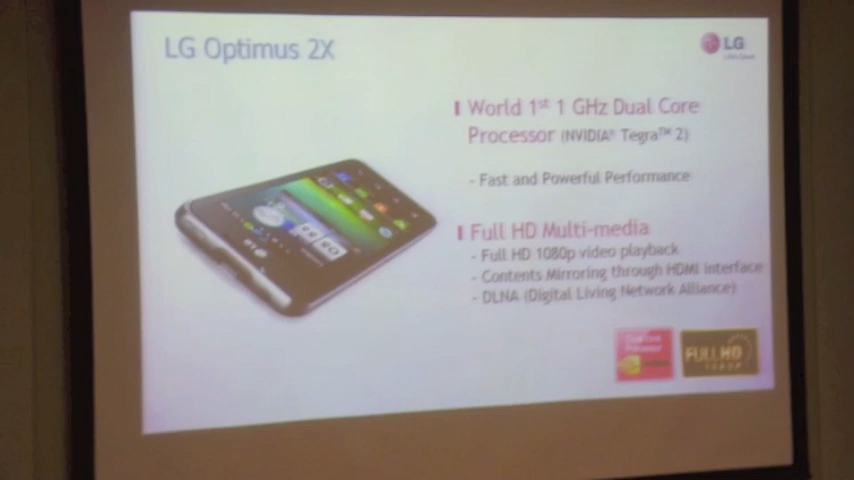 LG Optimus 2X
LG
World 1st 1 GHz Dual Core
Processor (NVIDIA® Tegra™ 2)
- Fast and Powerful Performance
Full HD Multi-media
- Full HD 1080p video playback
- Contents Mirroring through HDMI interface
- DLNA (Digital Living Network Alliance)
FULL HD